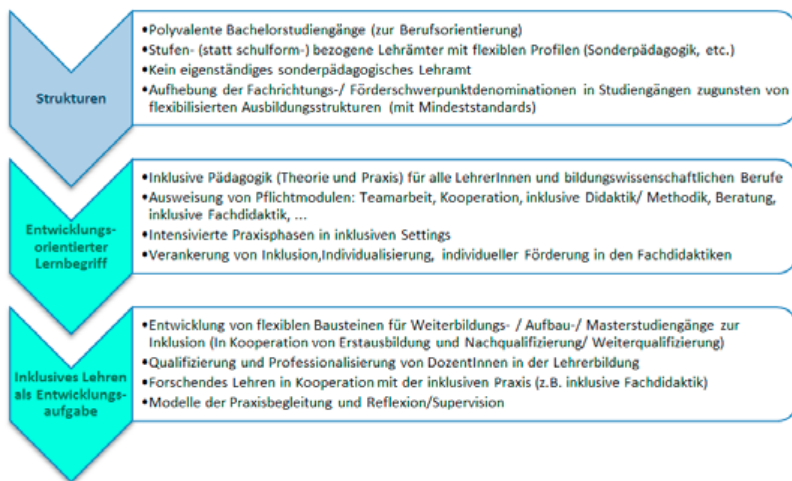 Strukturen
•Polyvalente Bachelorstudiengänge (zur Berufsorientierung)
•Stufen- (statt schulform-) bezogene Lehrämter mit flexiblen Profilen (Sonderpädagogik, etc.)
•Kein eigenständiges sonderpädagogisches Lehramt
•Aufhebung der Fachrichtungs-/ Förderschwerpunktdenominationen in Studiengängen zugunsten von
flexibilisierten Ausbildungsstrukturen (mit Mindeststandards)
Entwicklungs-
orientierter
Lernbegriff
•Inklusive Pädagogik (Theorie und Praxis) für alle LehrerInnen und bildungswissenschaftlichen Berufe
•Ausweisung von Pflichtmodulen: Teamarbeit, Kooperation, inklusive Didaktik/ Methodik, Beratung,
inklusive Fachdidaktik, ...
•Intensivierte Praxisphasen in inklusiven Settings
•Verankerung von Inklusion,Individualisierung, individueller Förderung in den Fachdidaktiken
Inklusives Lehren
als Entwicklungs-
aufgabe
•Entwicklung von flexiblen Bausteinen für Weiterbildungs- / Aufbau-/ Masterstudiengänge zur
Inklusion (In Kooperation von Erstausbildung und Nachqualifizierung/ Weiterqualifizierung)
•Qualifizierung und Professionalisierung von DozentInnen in der Lehrerbildung
•Forschendes Lehren in Kooperation mit der inklusiven Praxis (z.B. inklusive Fachdidaktik)
•Modelle der Praxisbegleitung und Reflexion/Supervision